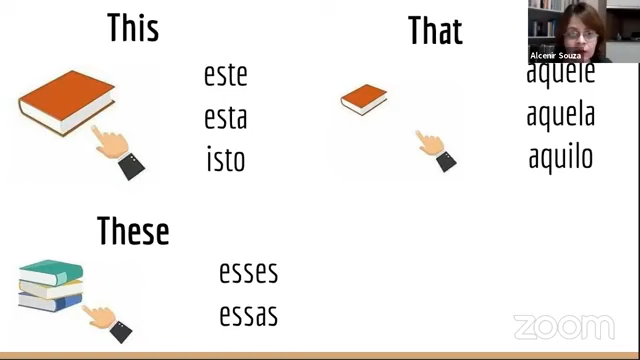 This
este
esta
isto
That
aquele
aquela
aquilo
These
esses
essas
Alcenir Souza
zoom